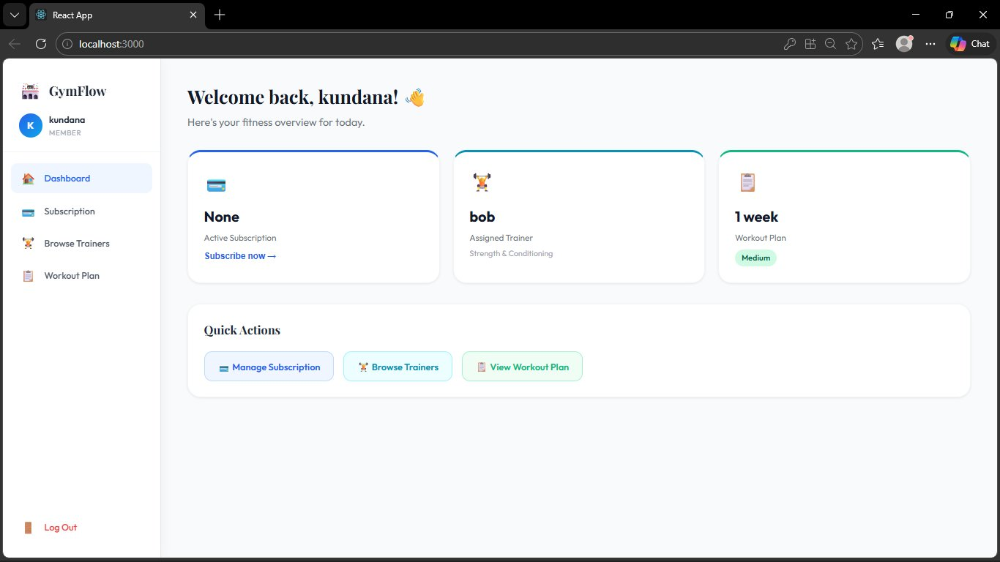 React App
localhost:3000
Chat
GymFlow
K
kundana
MEMBER
Dashboard
Subscription
Browse Trainers
Workout Plan
Log Out
Welcome back, kundana! 👋
Here's your fitness overview for today.
None
Active Subscription
Subscribe now →
bob
Assigned Trainer
Strength & Conditioning
1 week
Workout Plan
Medium
Quick Actions
Manage Subscription
Browse Trainers
View Workout Plan